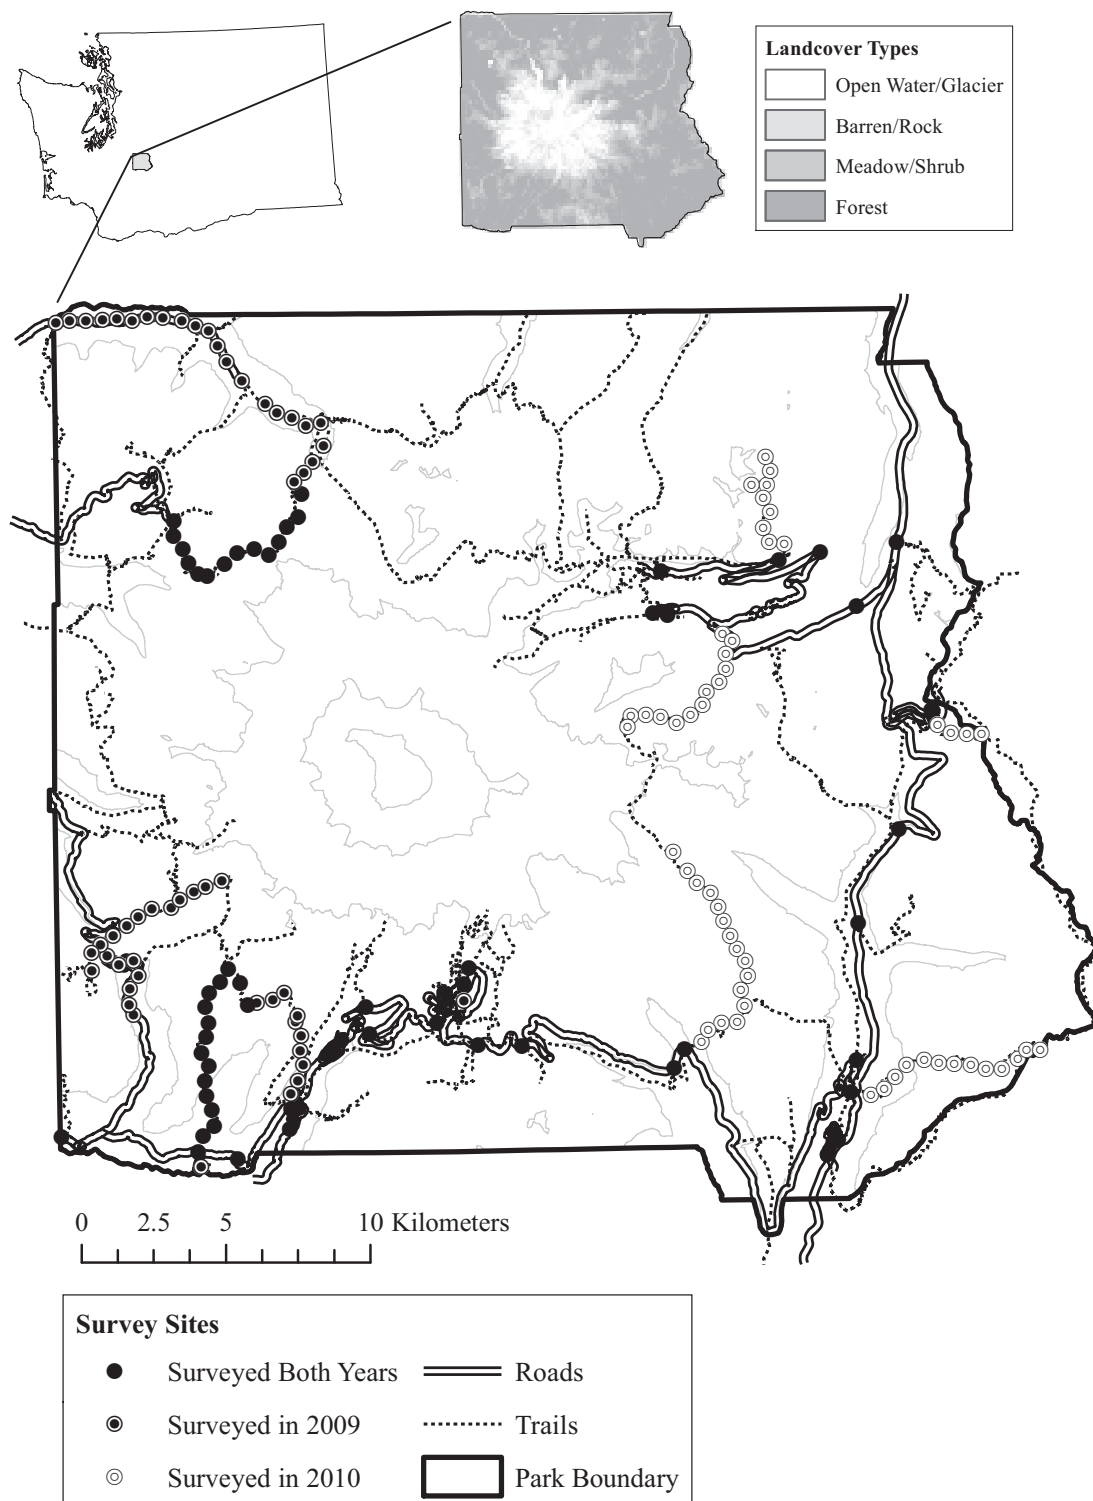 Landcover Types
Open Water/Glacier
Barren/Rock
Meadow/Shrub
Forest
0 2.5 5 10 Kilometers
Survey Sites
Surveyed Both Years
Roads
Surveyed in 2009
Trails
Surveyed in 2010
Park Boundary